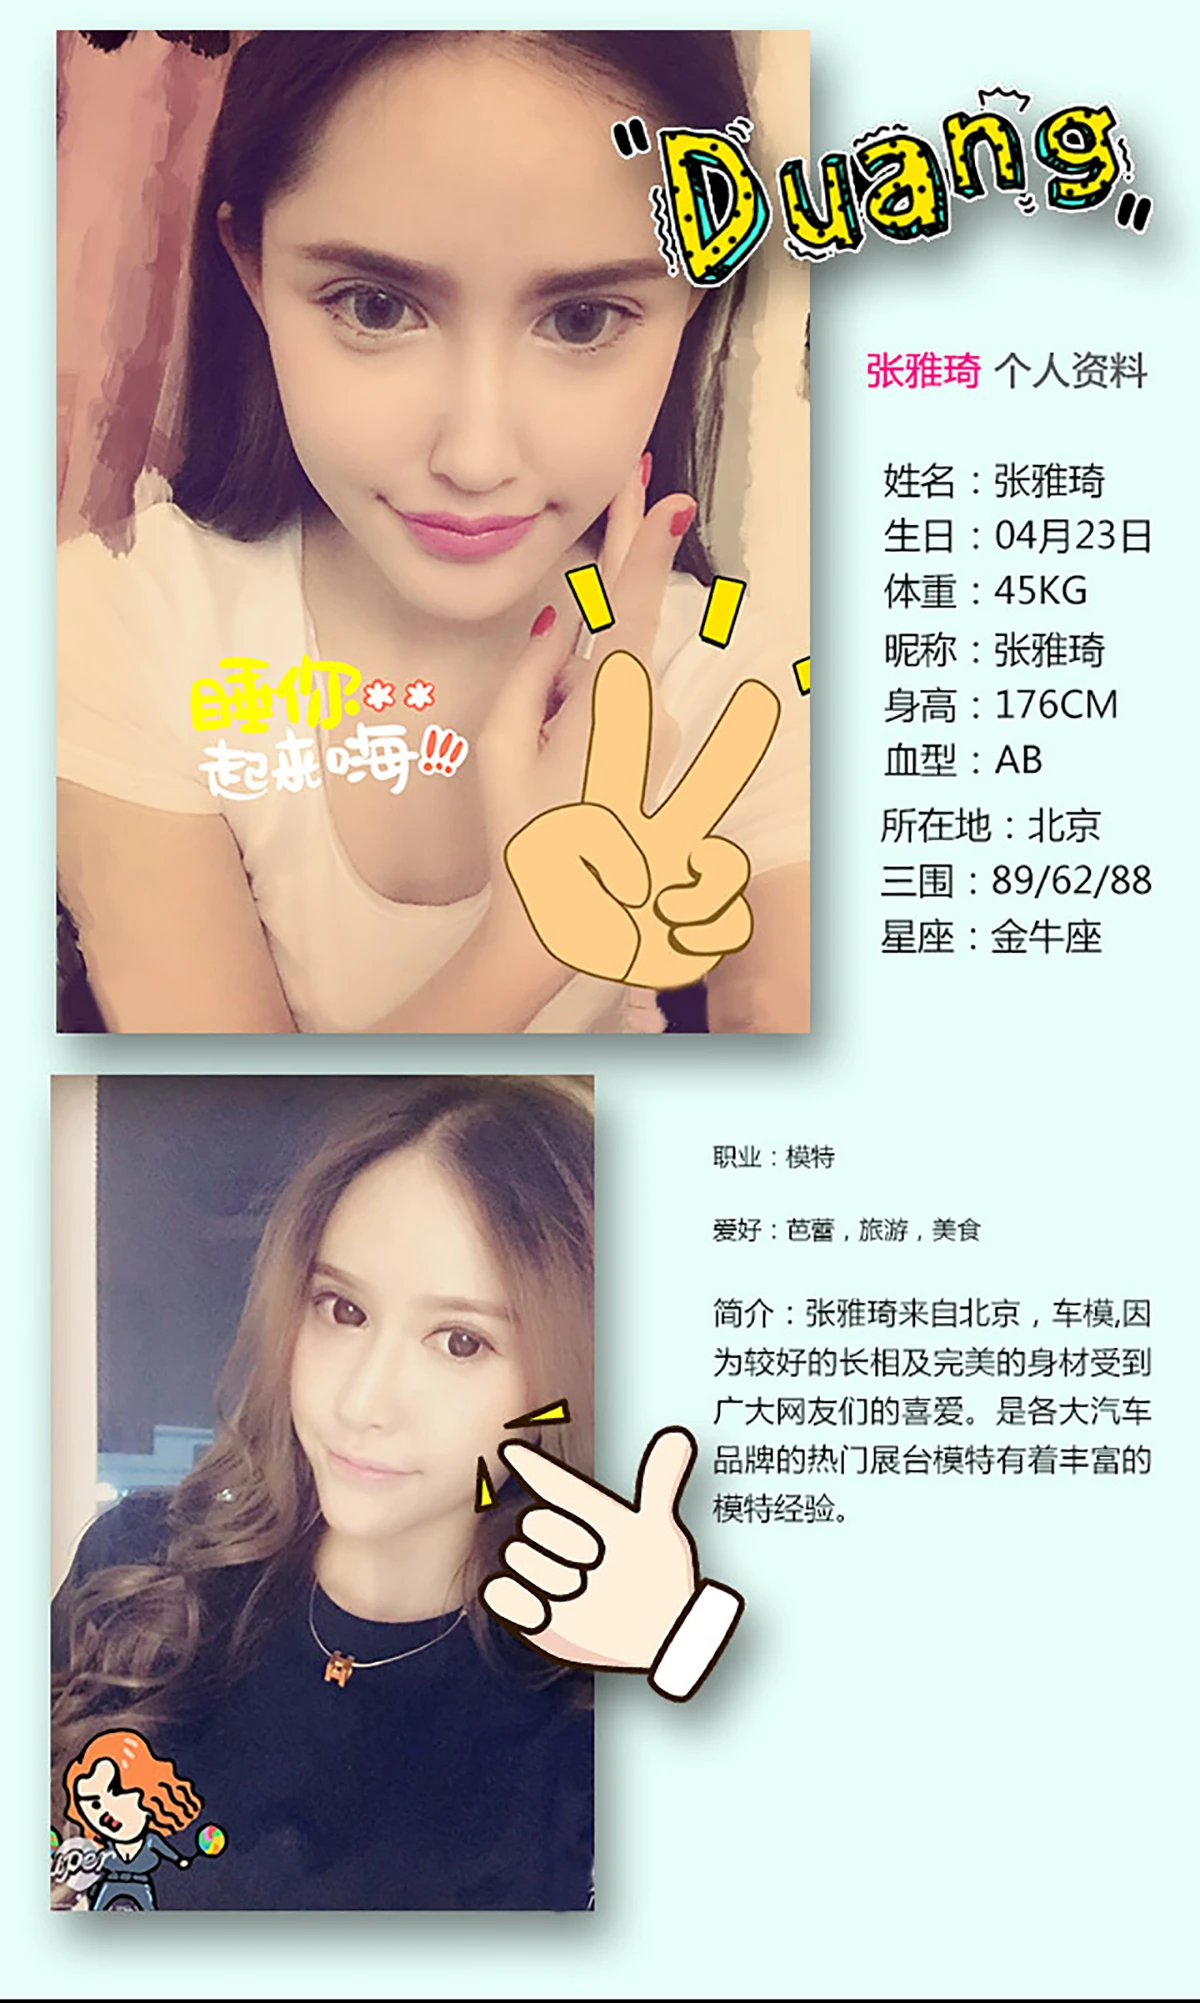 "Duang"
张雅琦 个人资料
姓名：张雅琦
生日：04月23日
体重：45KG
昵称：张雅琦
身高：176CM
血型：AB
所在地：北京
三围：89/62/88
星座：金牛座
睡你**
起来嗨!!!
职业：模特
爱好：芭蕾，旅游，美食
简介：张雅琦来自北京，车模,因
为较好的长相及完美的身材受到
广大网友们的喜爱。是各大汽车
品牌的热门展台模特有着丰富的
模特经验。